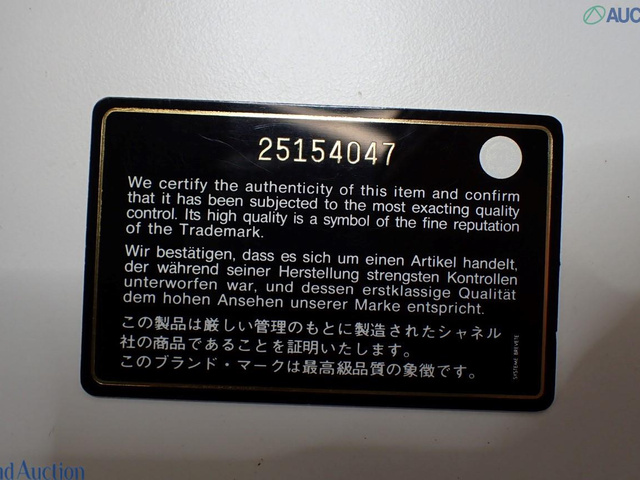 AUC
25154047
We certify the authenticity of this item and confirm
that it has been subjected to the most exacting quality
control. Its high quality is a symbol of the fine reputation
of the Trademark.
Wir bestätigen, dass es sich um einen Artikel handelt,
der während seiner Herstellung strengsten Kontrollen
unterworfen war, und dessen erstklassige Qualität
dem hohen Ansehen unserer Marke entspricht.
この製品は厳しい管理のもとに製造されたシャネル
社の商品であることを証明いたします。
このブランド・マークは最高級品質の象徴です。
SYSTEME BREVETE
nd Auction